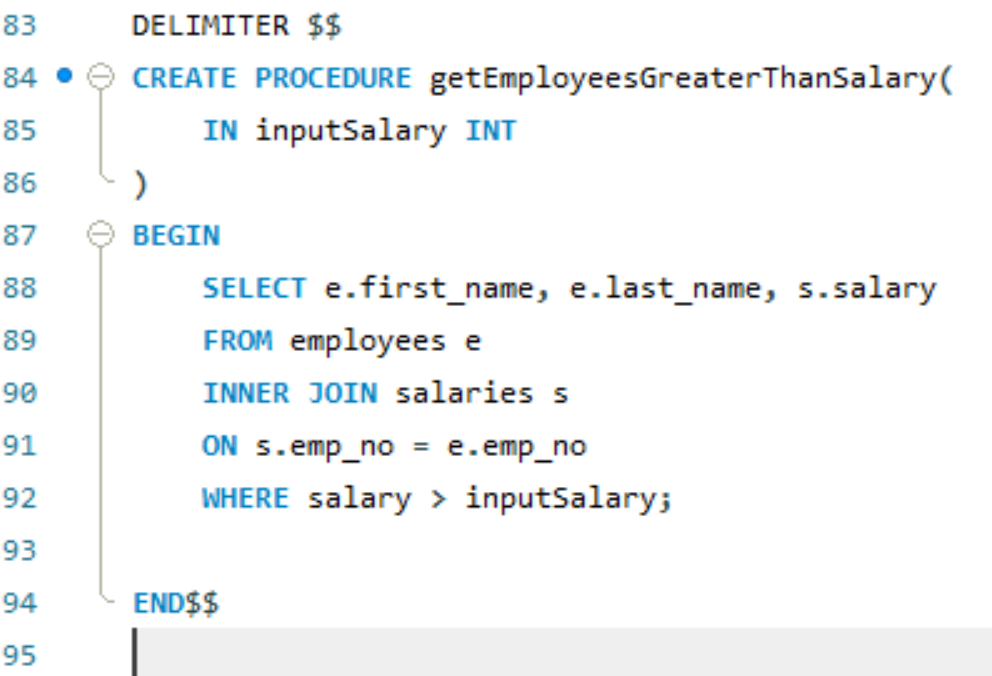 83 DELIMITER $$
84 CREATE PROCEDURE getEmployeesGreaterThanSalary(
85 IN inputSalary INT
86 )
87 BEGIN
88 SELECT e.first_name, e.last_name, s.salary
89 FROM employees e
90 INNER JOIN salaries s
91 ON s.emp_no = e.emp_no
92 WHERE salary > inputSalary;
93
94 END$$
95